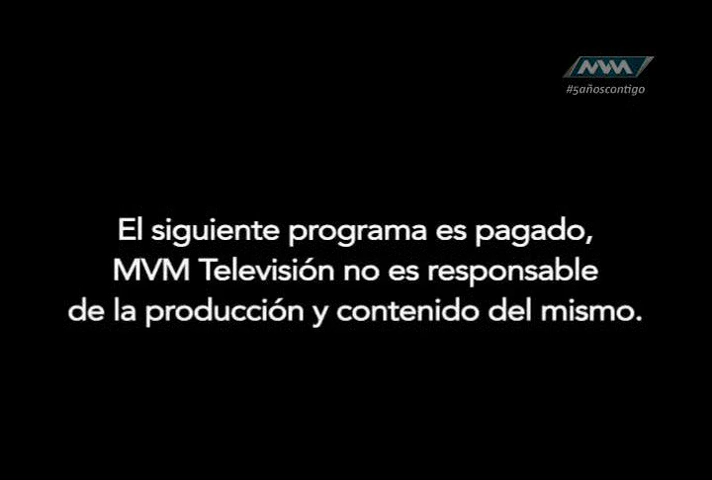 MVM
#5añoscontigo
El siguiente programa es pagado,
MVM Televisión no es responsable
de la producción y contenido del mismo.